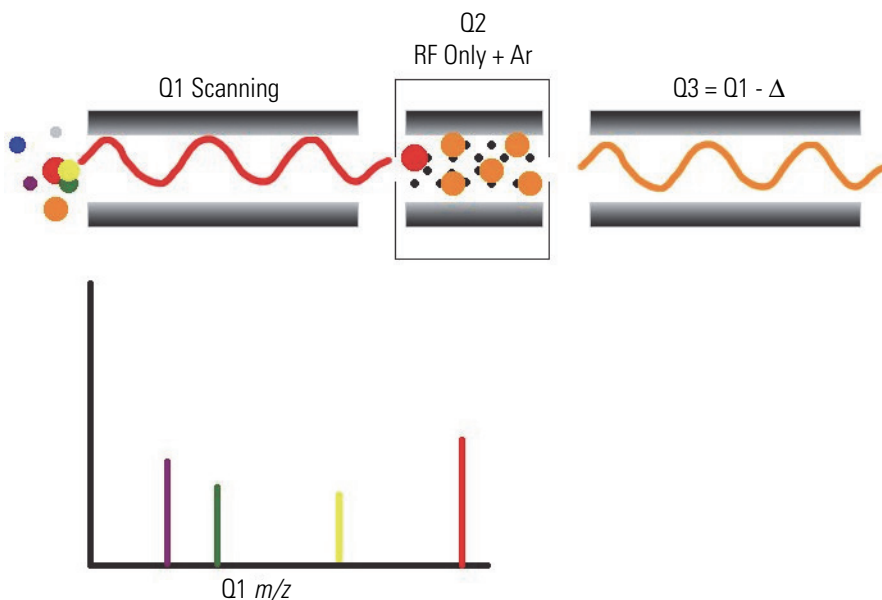 Q2
RF Only + Ar
Q1 Scanning
Q3 = Q1 - Δ
Q1 m/z